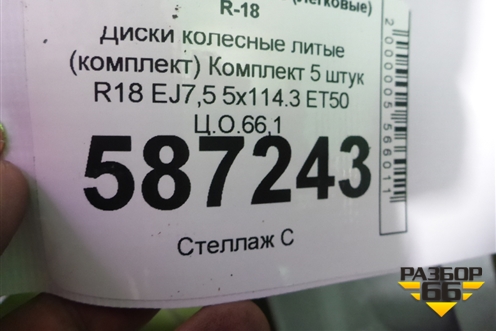 (легковые)
R-18
Диски колесные литые
(комплект) Комплект 5 штук
R18 EJ7,5 5x114.3 ET50
Ц.О.66,1
587243
Стеллаж С
2000005566011
РАЗБОР
66